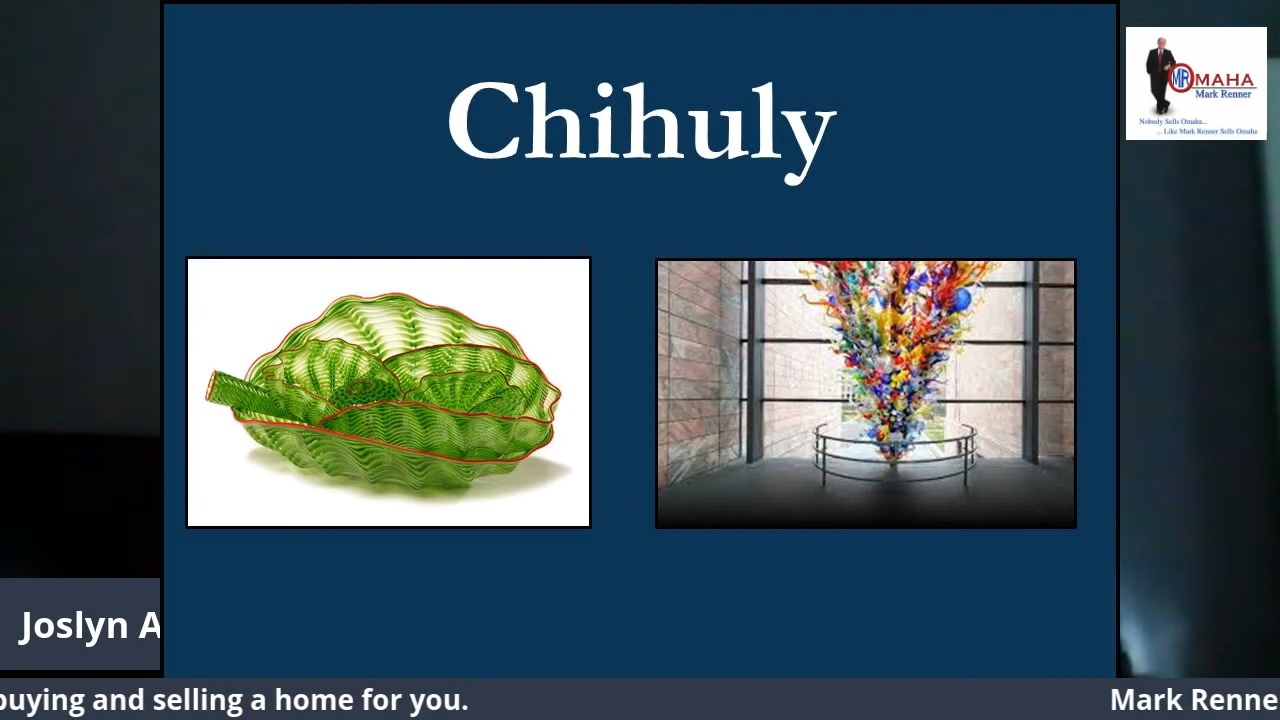 Chihuly
MR OMAHA
Mark Renner
Nobody Sells Omaha...
... Like Mark Renner Sells Omaha
Joslyn A
buying and selling a home for you.
Mark Renne